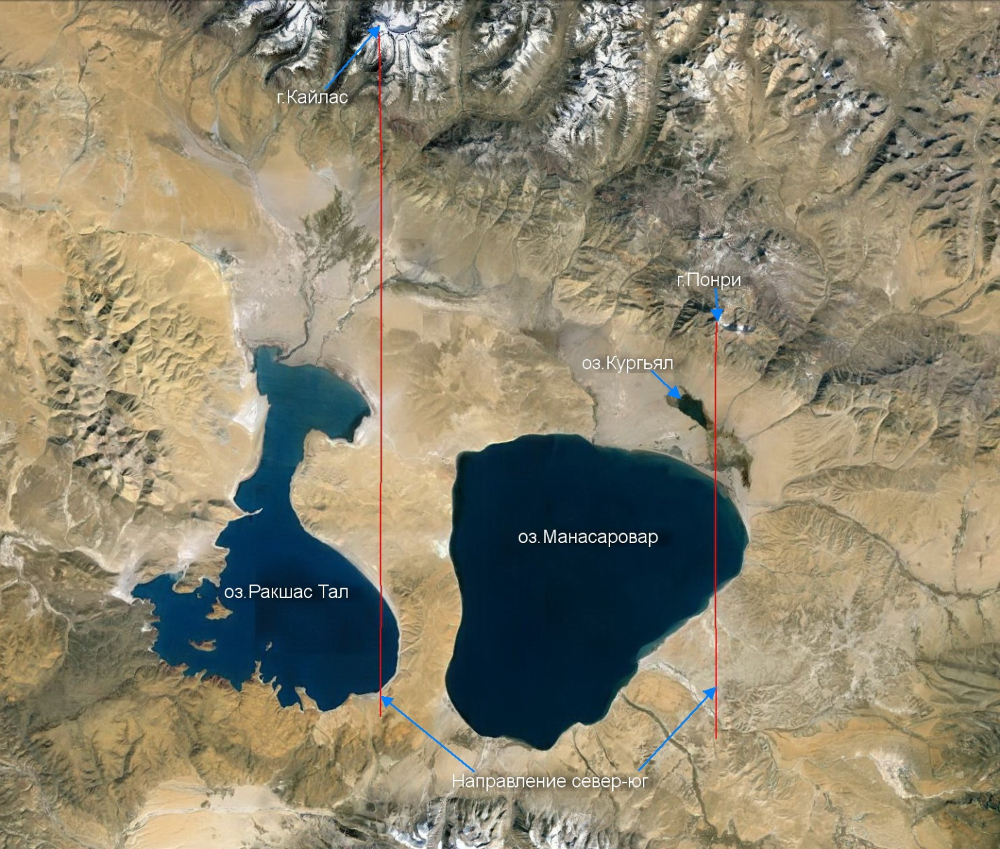 г.Кайлас
г.Понри
оз.Кургьял
оз.Манасаровар
оз.Ракшас Тал
Направление север-юг